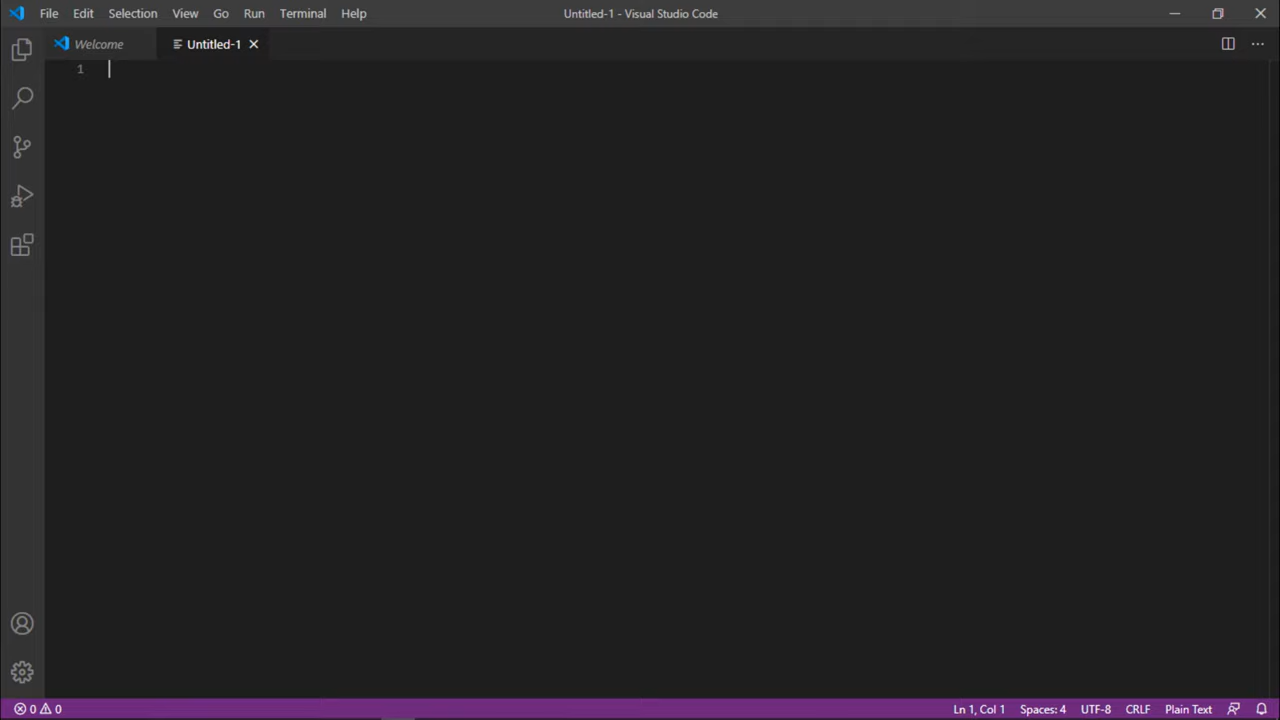 File Edit Selection View Go Run Terminal Help Untitled-1 - Visual Studio Code
Welcome Untitled-1
1
0 0 Ln 1, Col 1 Spaces: 4 UTF-8 CRLF Plain Text